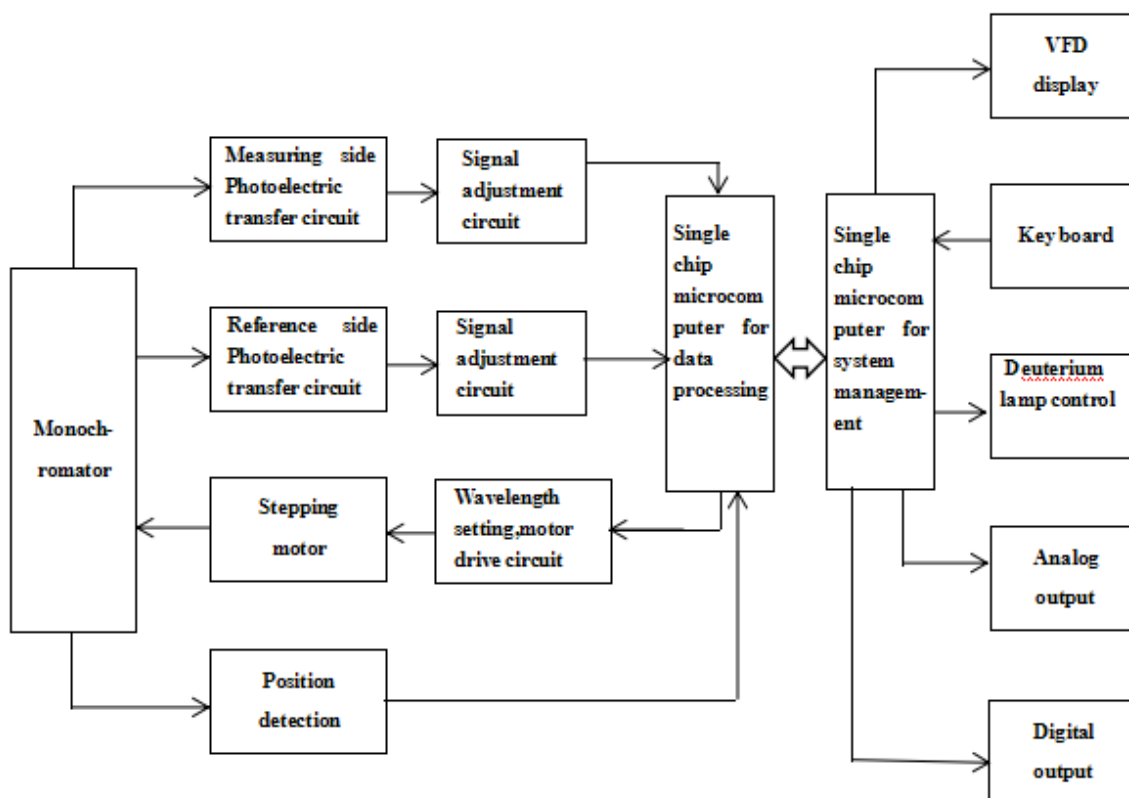 VFD
display
Measuring side
Photoelectric
transfer circuit
Signal
adjustment
circuit
Single
chip
microcom
puter for
data
processing
Single
chip
microcom
puter for
system
managem-
ent
Key board
Reference side
Photoelectric
transfer circuit
Signal
adjustment
circuit
Deuterium
lamp control
Monoch-
romator
Stepping
motor
Wavelength
setting,motor
drive circuit
Analog
output
Position
detection
Digital
output